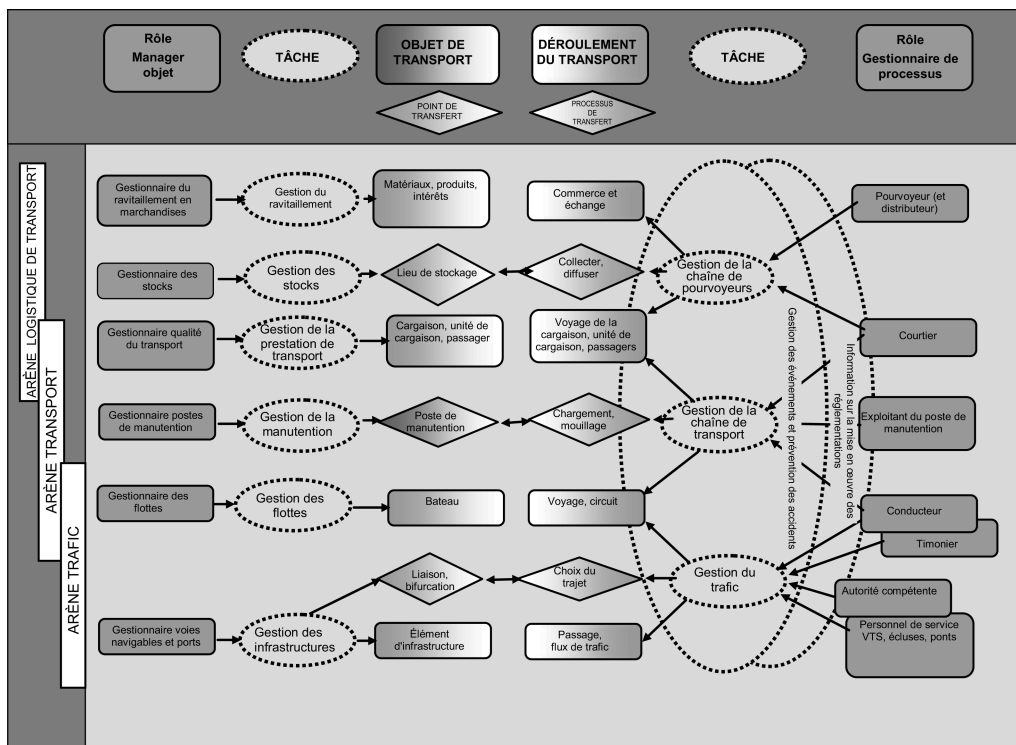 Rôle
Manager
objet
TÂCHE
OBJET DE
TRANSPORT
DÉROULEMENT
DU TRANSPORT
TÂCHE
Rôle
Gestionnaire de
processus
POINT DE
TRANSFERT
PROCESSUS
DE
TRANSFERT
ARÈNE LOGISTIQUE DE TRANSPORT
ARÈNE TRANSPORT
ARÈNE TRAFIC
Gestionnaire du
ravitaillement en
marchandises
Gestion du
ravitaillement
Matériaux, produits,
intérêts
Commerce et
échange
Pourvoyeur (et
distributeur)
Gestionnaire des
stocks
Gestion des
stocks
Lieu de stockage
Collecter,
diffuser
Gestion de la
chaîne de
pourvoyeurs
Gestionnaire qualité
du transport
Gestion de la
prestation de
transport
Cargaison, unité de
cargaison, passager
Voyage de la
cargaison, unité de
cargaison, passagers
Courtier
Gestion des événements et prévention des accidents
Information sur la mise en œuvre des
réglementations
Gestionnaire postes
de manutention
Gestion de la
manutention
Poste de
manutention
Chargement,
mouillage
Gestion de la
chaîne de
transport
Exploitant du poste de
manutention
Gestionnaire des
flottes
Gestion des
flottes
Bateau
Voyage, circuit
Conducteur
Timonier
Liaison,
bifurcation
Choix du
trajet
Gestion du
trafic
Autorité compétente
Gestionnaire voies
navigables et ports
Gestion des
infrastructures
Élément
d'infrastructure
Passage,
flux de trafic
Personnel de service
VTS, écluses, ponts